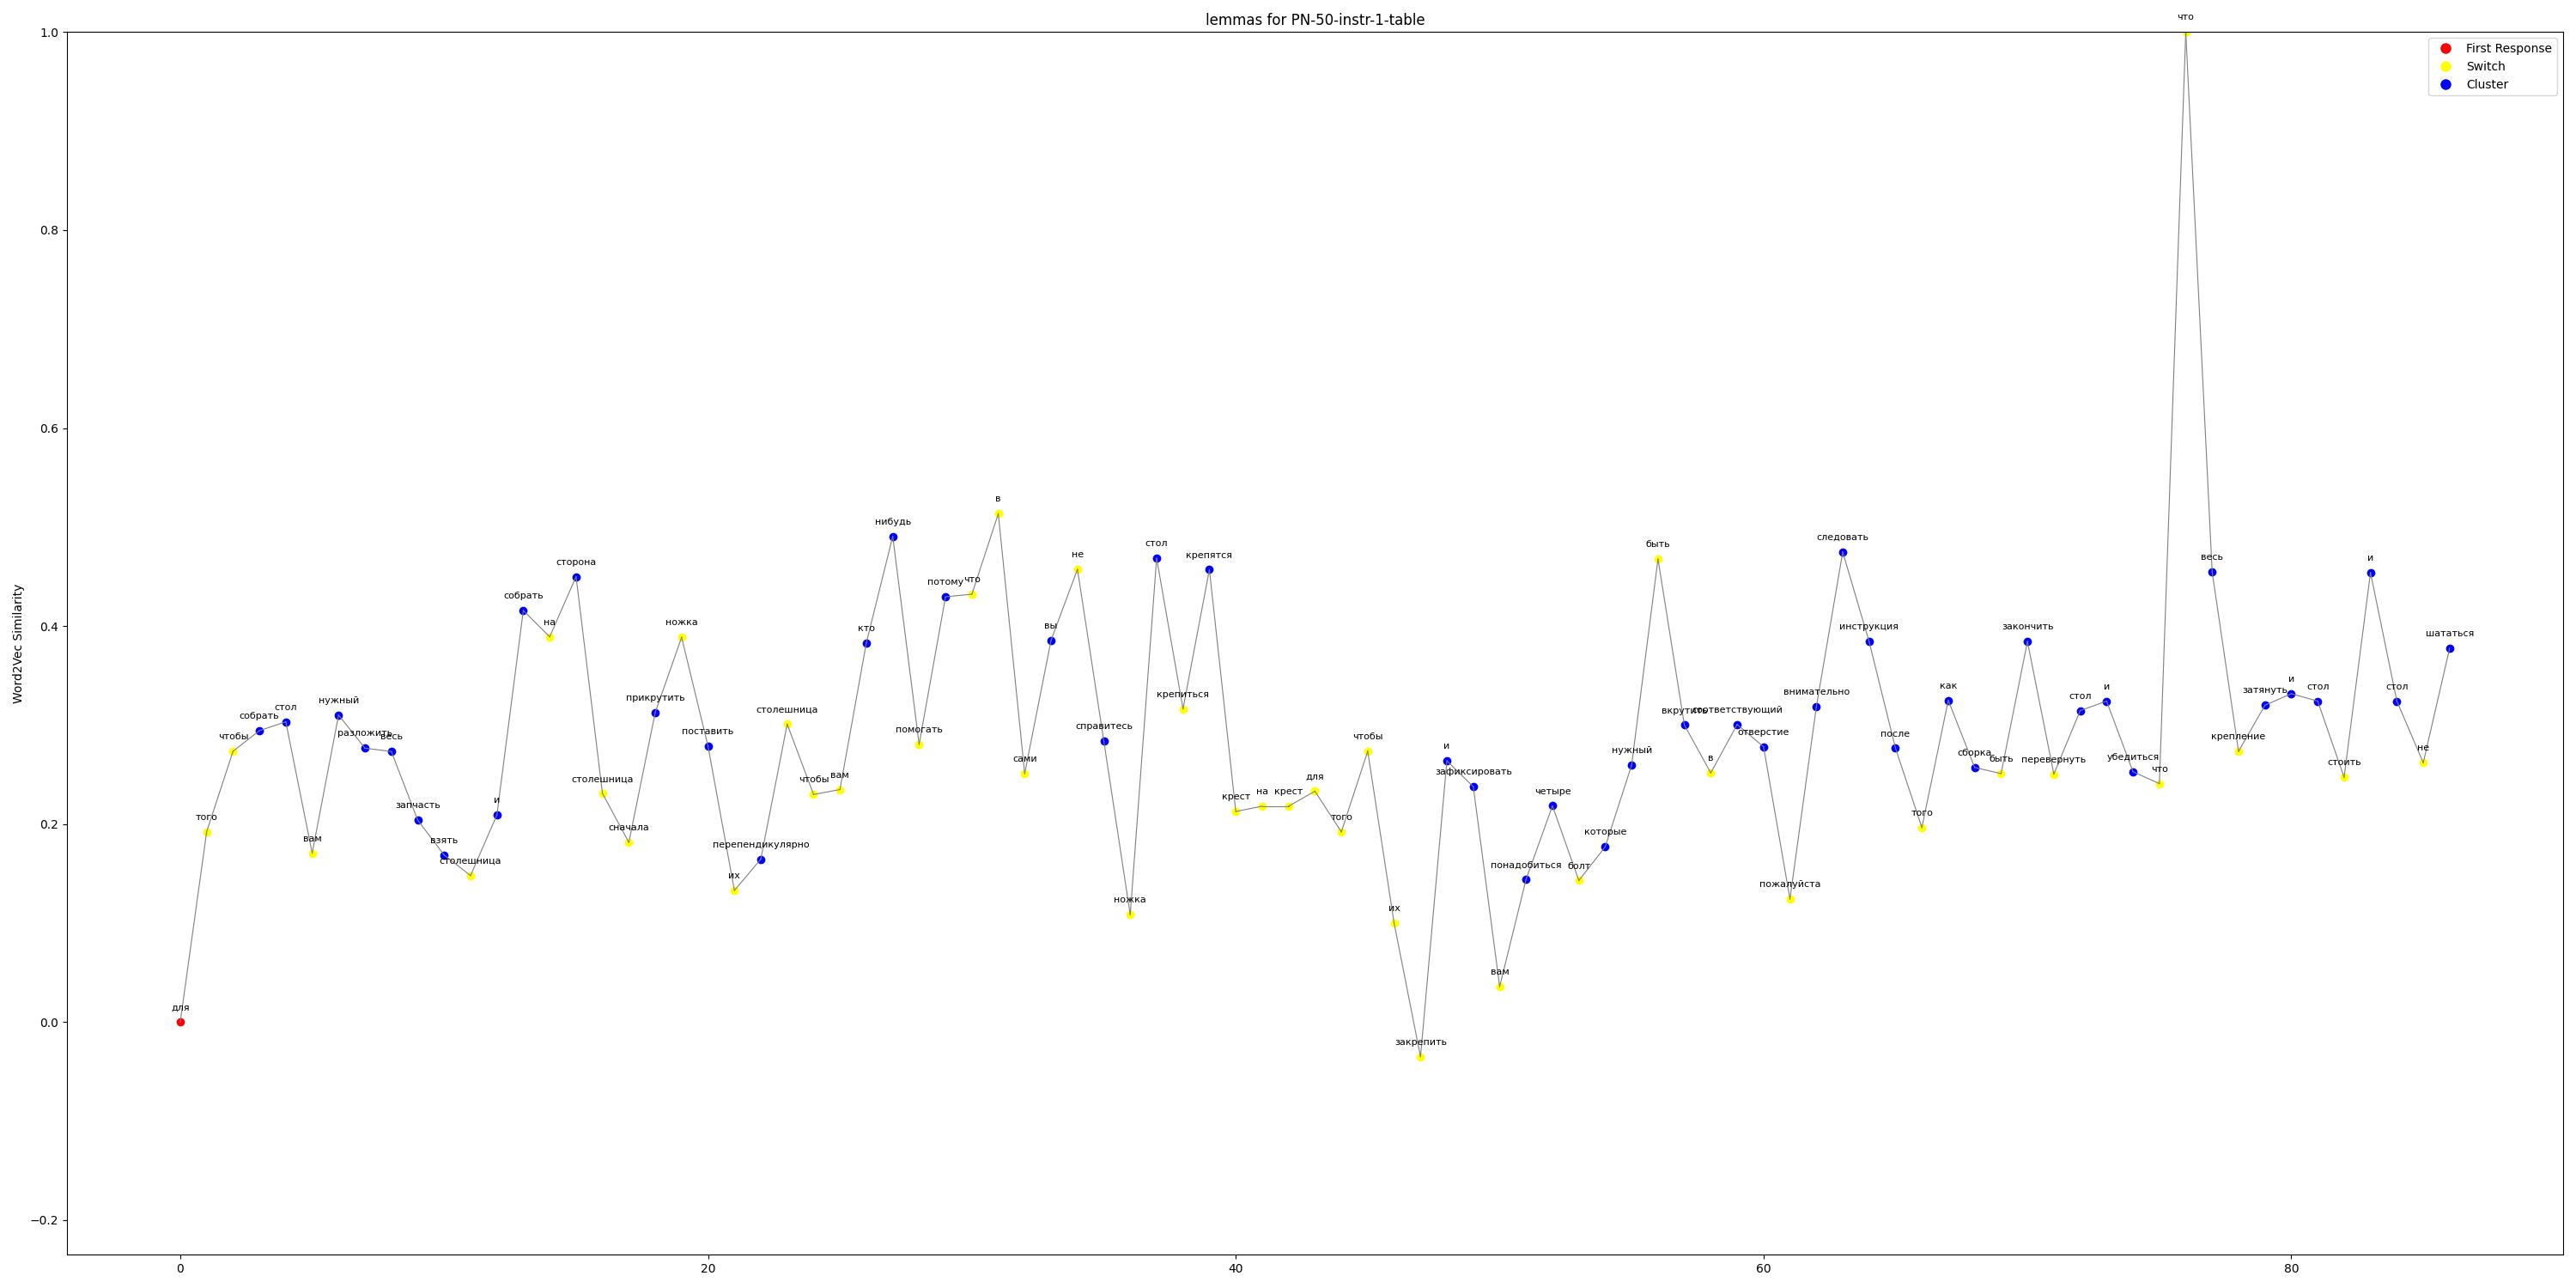 lemmas for PN-50-instr-1-table
Word2Vec Similarity
1.0
0.8
0.6
0.4
0.2
0.0
−0.2
0
20
40
60
80
First Response
Switch
Cluster
для
того
чтобы
собрать
стол
вам
нужный
разложить
весь
запчасть
взять
столешница
и
собрать
на
сторона
столешница
сначала
прикрутить
ножка
поставить
их
перпендикулярно
столешница
чтобы
вам
кто
нибудь
помогать
потому
что
в
сами
вы
не
справитесь
ножка
стол
крепиться
крепятся
крест
на
крест
для
того
чтобы
их
закрепить
и
зафиксировать
вам
понадобиться
четыре
болт
которые
нужный
быть
вкрутить
в
соответствующий
отверстие
пожалуйста
внимательно
следовать
инструкция
после
того
как
сборка
быть
закончить
перевернуть
стол
и
убедиться
что
что
весь
крепление
затянуть
и
стол
стоить
и
стол
не
шататься